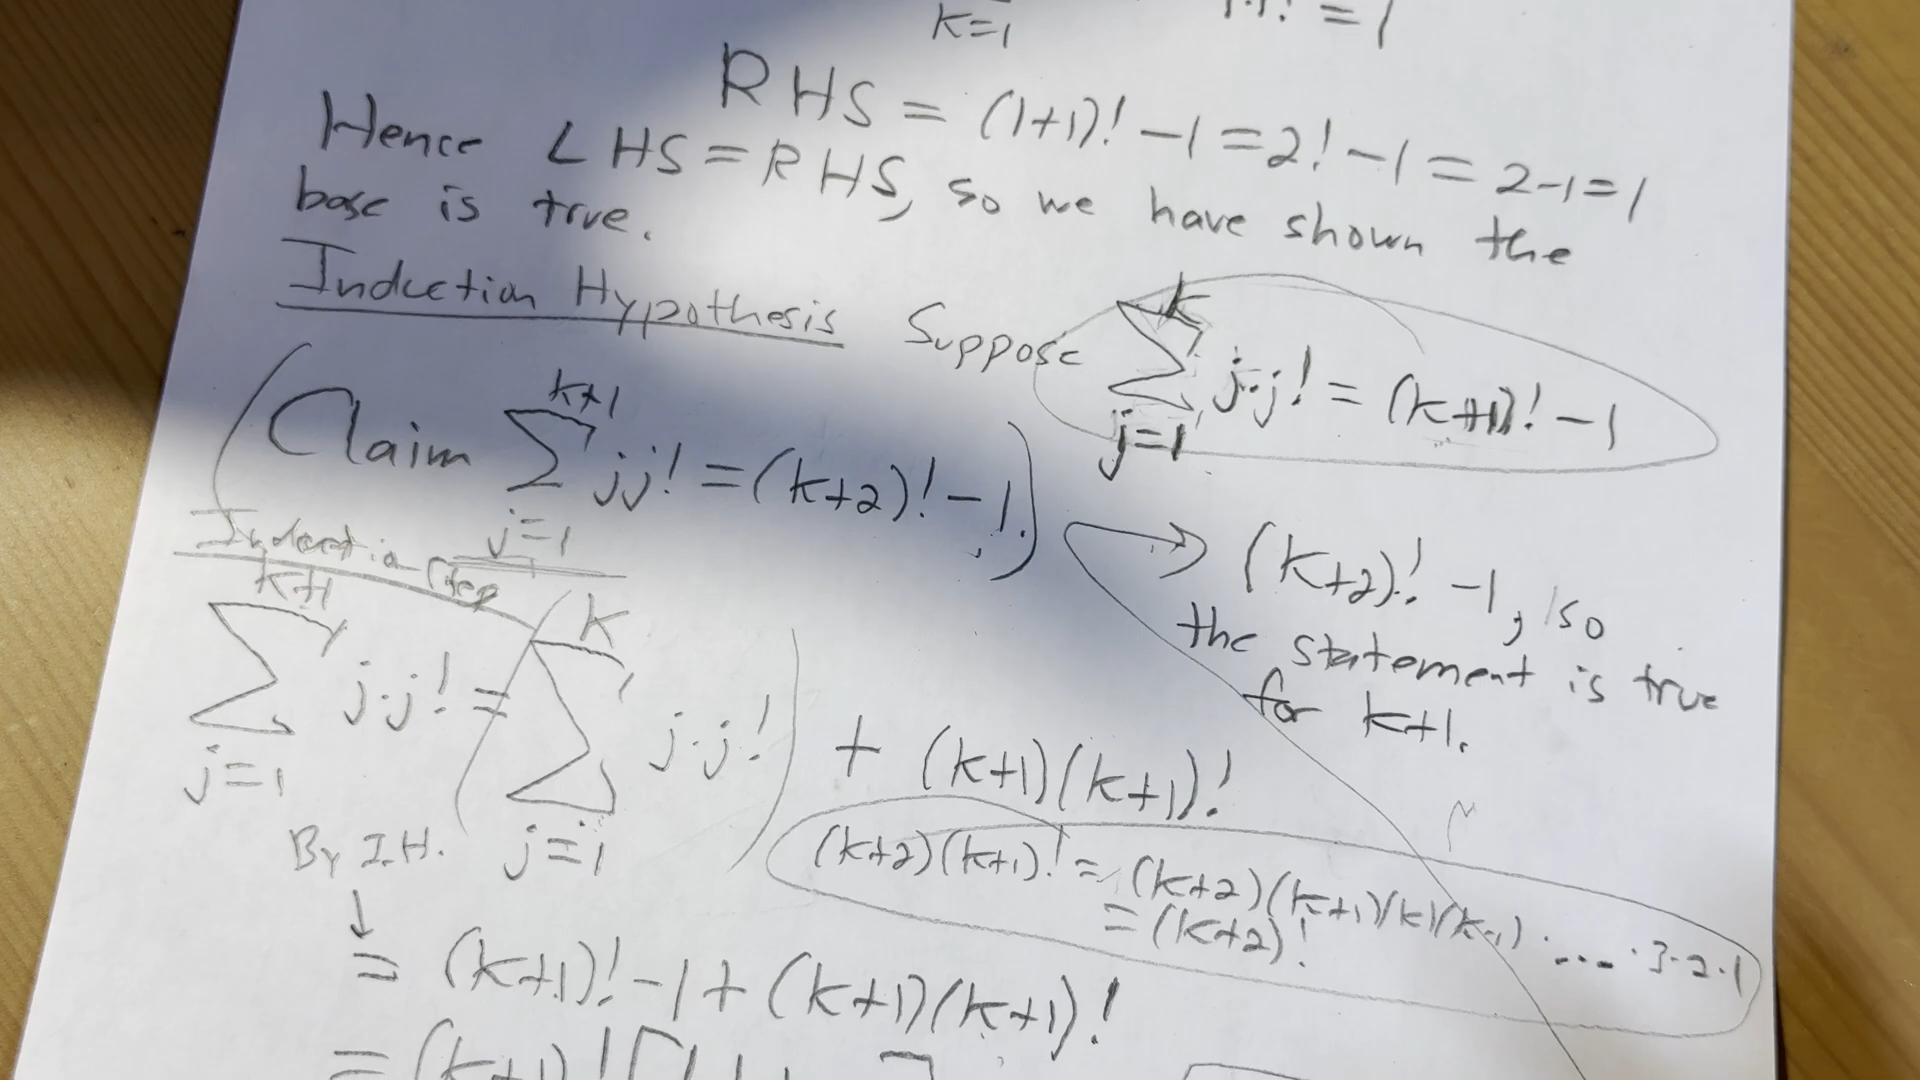 k=1
= 1
RHS = (1+1)! - 1 = 2! - 1 = 2-1 = 1
Hence LHS = RHS, so we have shown the
base is true.
Induction Hypothesis Suppose ∑_{j=1}^{k} j·j! = (k+1)! - 1
(Claim ∑_{j=1}^{k+1} jj! = (k+2)! - 1.)
Induction Step
∑_{j=1}^{k+1} j·j! = (∑_{j=1}^{k} j·j!) + (k+1)(k+1)!
By I.H.
↓
= (k+1)! - 1 + (k+1)(k+1)!
(k+2)(k+1)! = (k+2)(k+1)(k)(k-1) · .... · 3·2·1
= (k+2)!
= (k+1)! [
→ (k+2)! - 1, so
the statement is true
for k+1.